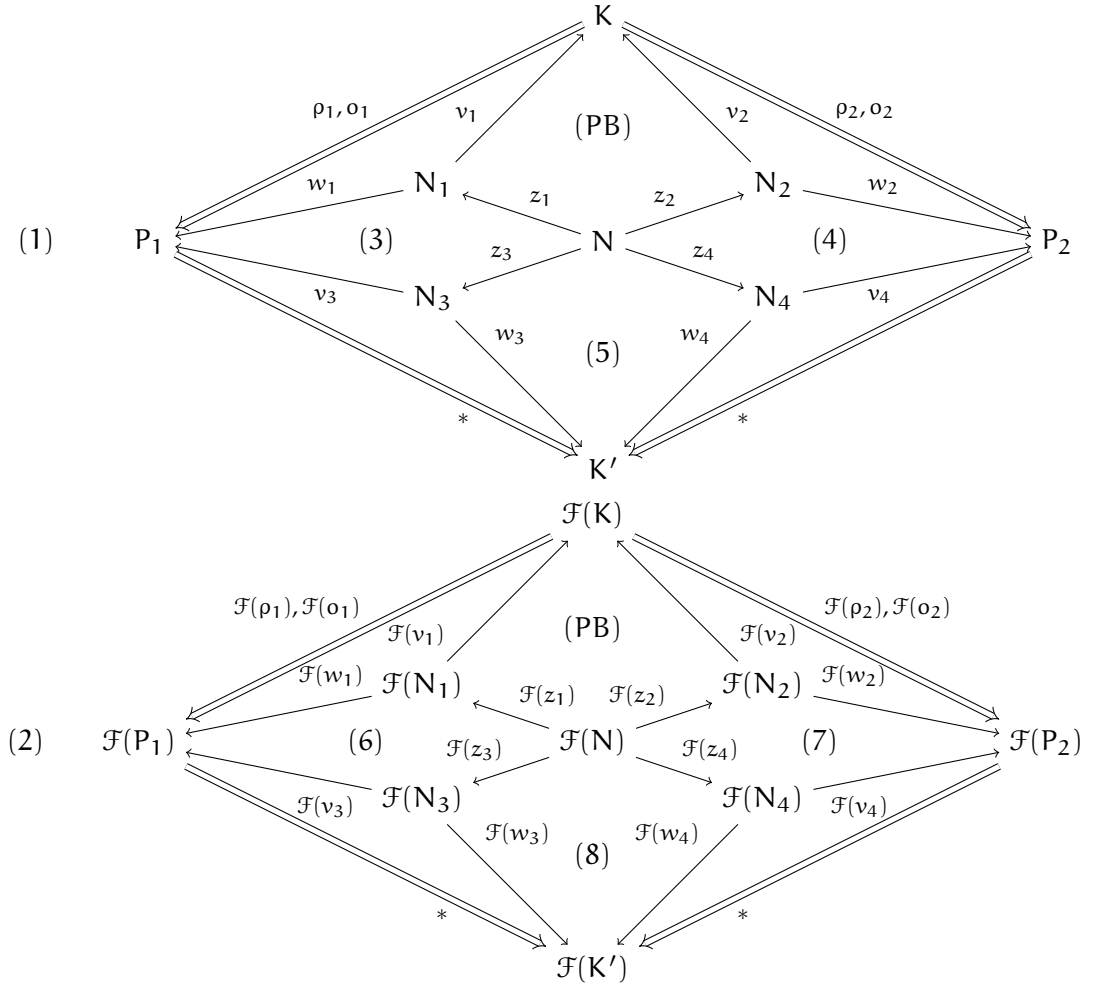 K
ρ₁, o₁ v₁ v₂ ρ₂, o₂
(PB)
w₁ N₁ N₂ w₂
z₁ z₂
(1) P₁ (3) N (4) P₂
z₃ z₄
v₃ N₃ N₄ v₄
w₃ (5) w₄
* *
K′
ℱ(K)
ℱ(ρ₁), ℱ(o₁) ℱ(ρ₂), ℱ(o₂)
ℱ(v₁) (PB) ℱ(v₂)
ℱ(w₁) ℱ(N₁) ℱ(N₂) ℱ(w₂)
ℱ(z₁) ℱ(z₂)
(2) ℱ(P₁) (6) ℱ(N) (7) ℱ(P₂)
ℱ(z₃) ℱ(z₄)
ℱ(v₃) ℱ(N₃) ℱ(N₄) ℱ(v₄)
ℱ(w₃) (8) ℱ(w₄)
* *
ℱ(K′)